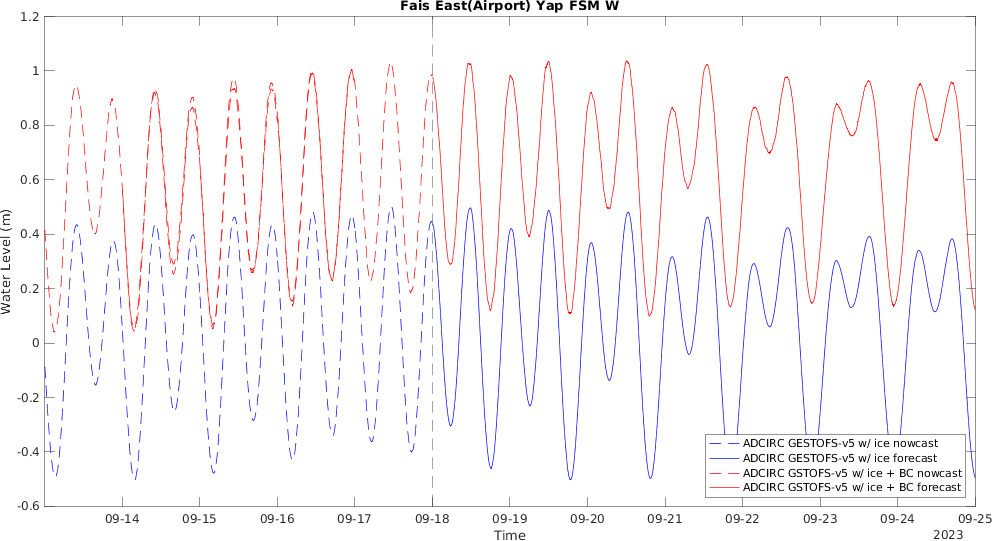 Fais East(Airport) Yap FSM W
1.2
1
0.8
0.6
0.4
0.2
0
-0.2
-0.4
-0.6
Water Level (m)
09-14 09-15 09-16 09-17 09-18 09-19 09-20 09-21 09-22 09-23 09-24 09-25
Time
2023
ADCIRC GESTOFS-v5 w/ ice nowcast
ADCIRC GESTOFS-v5 w/ ice forecast
ADCIRC GSTOFS-v5 w/ ice + BC nowcast
ADCIRC GSTOFS-v5 w/ ice + BC forecast